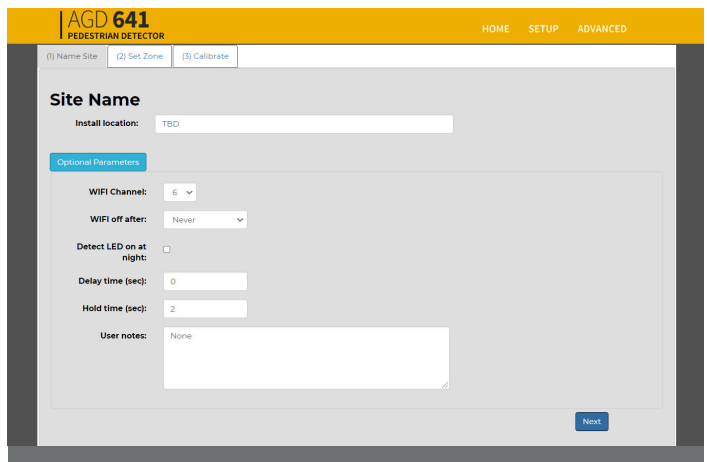 AGD 641
PEDESTRIAN DETECTOR
HOME SETUP ADVANCED
(1) Name Site (2) Set Zone (3) Calibrate
Site Name
Install location: TBD
Optional Parameters
WIFI Channel: 6
WIFI off after: Never
Detect LED on at
night:
Delay time (sec): 0
Hold time (sec): 2
User notes: None
Next